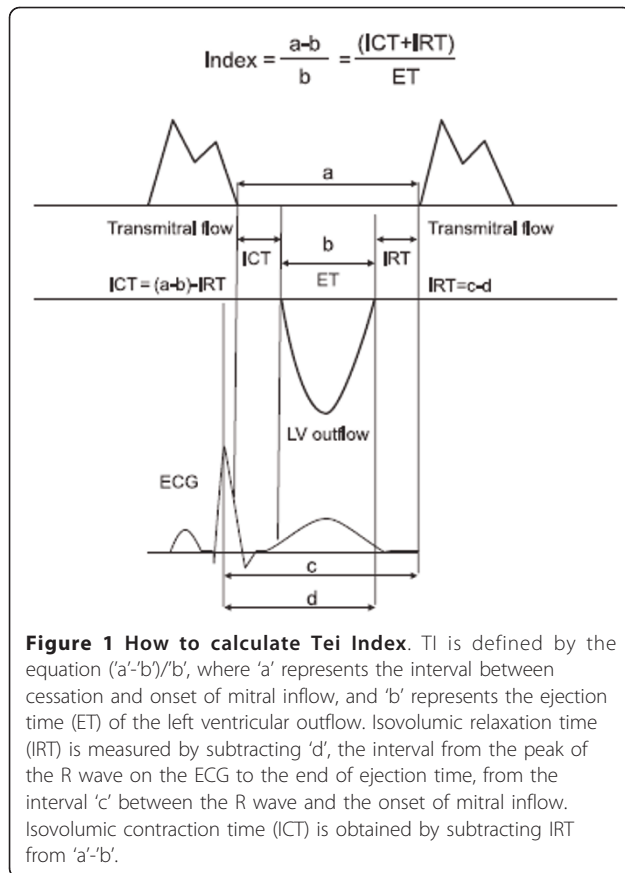 Index = a-b / b = (ICT+IRT) / ET
a
Transmitral flow Transmitral flow
ICT b IRT
ET
ICT = (a-b)-IRT IRT=c-d
LV outflow
ECG
c
d
Figure 1 How to calculate Tei Index. TI is defined by the
equation ('a'-'b')/'b', where 'a' represents the interval between
cessation and onset of mitral inflow, and 'b' represents the ejection
time (ET) of the left ventricular outflow. Isovolumic relaxation time
(IRT) is measured by subtracting 'd', the interval from the peak of
the R wave on the ECG to the end of ejection time, from the
interval 'c' between the R wave and the onset of mitral inflow.
Isovolumic contraction time (ICT) is obtained by subtracting IRT
from 'a'-'b'.